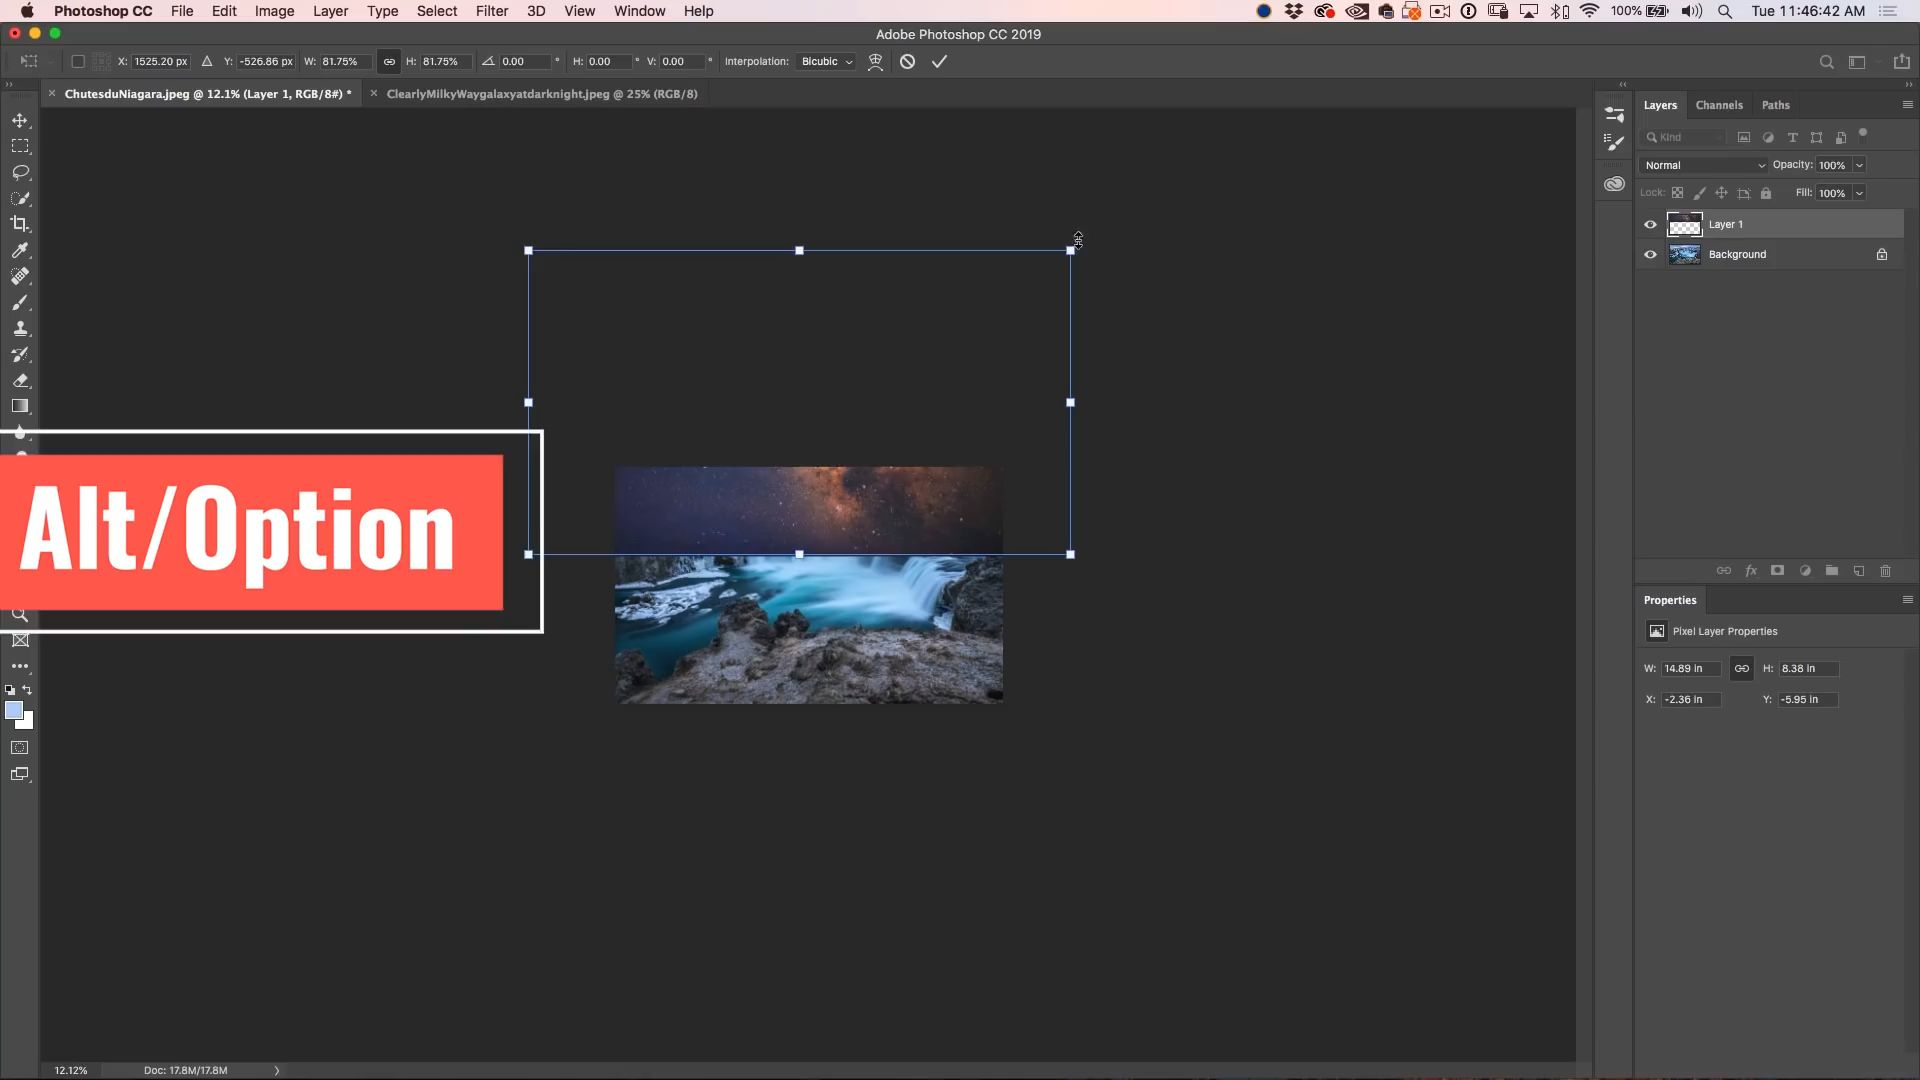 Photoshop CC File Edit Image Layer Type Select Filter 3D View Window Help 100% Tue 11:46:42 AM
Adobe Photoshop CC 2019
X: 1525.20 px Y: -526.86 px W: 81.75% H: 81.75% 0.00 ° H: 0.00 ° V: 0.00 ° Interpolation: Bicubic
ChutesduNiagara.jpeg @ 12.1% (Layer 1, RGB/8#) * ClearlyMilkyWaygalaxyatdarknight.jpeg @ 25% (RGB/8)
Layers Channels Paths
Kind
Normal Opacity: 100%
Lock: Fill: 100%
Layer 1
Background
Alt/Option
Properties
Pixel Layer Properties
W: 14.89 in H: 8.38 in
X: -2.36 in Y: -5.95 in
12.12% Doc: 17.8M/17.8M